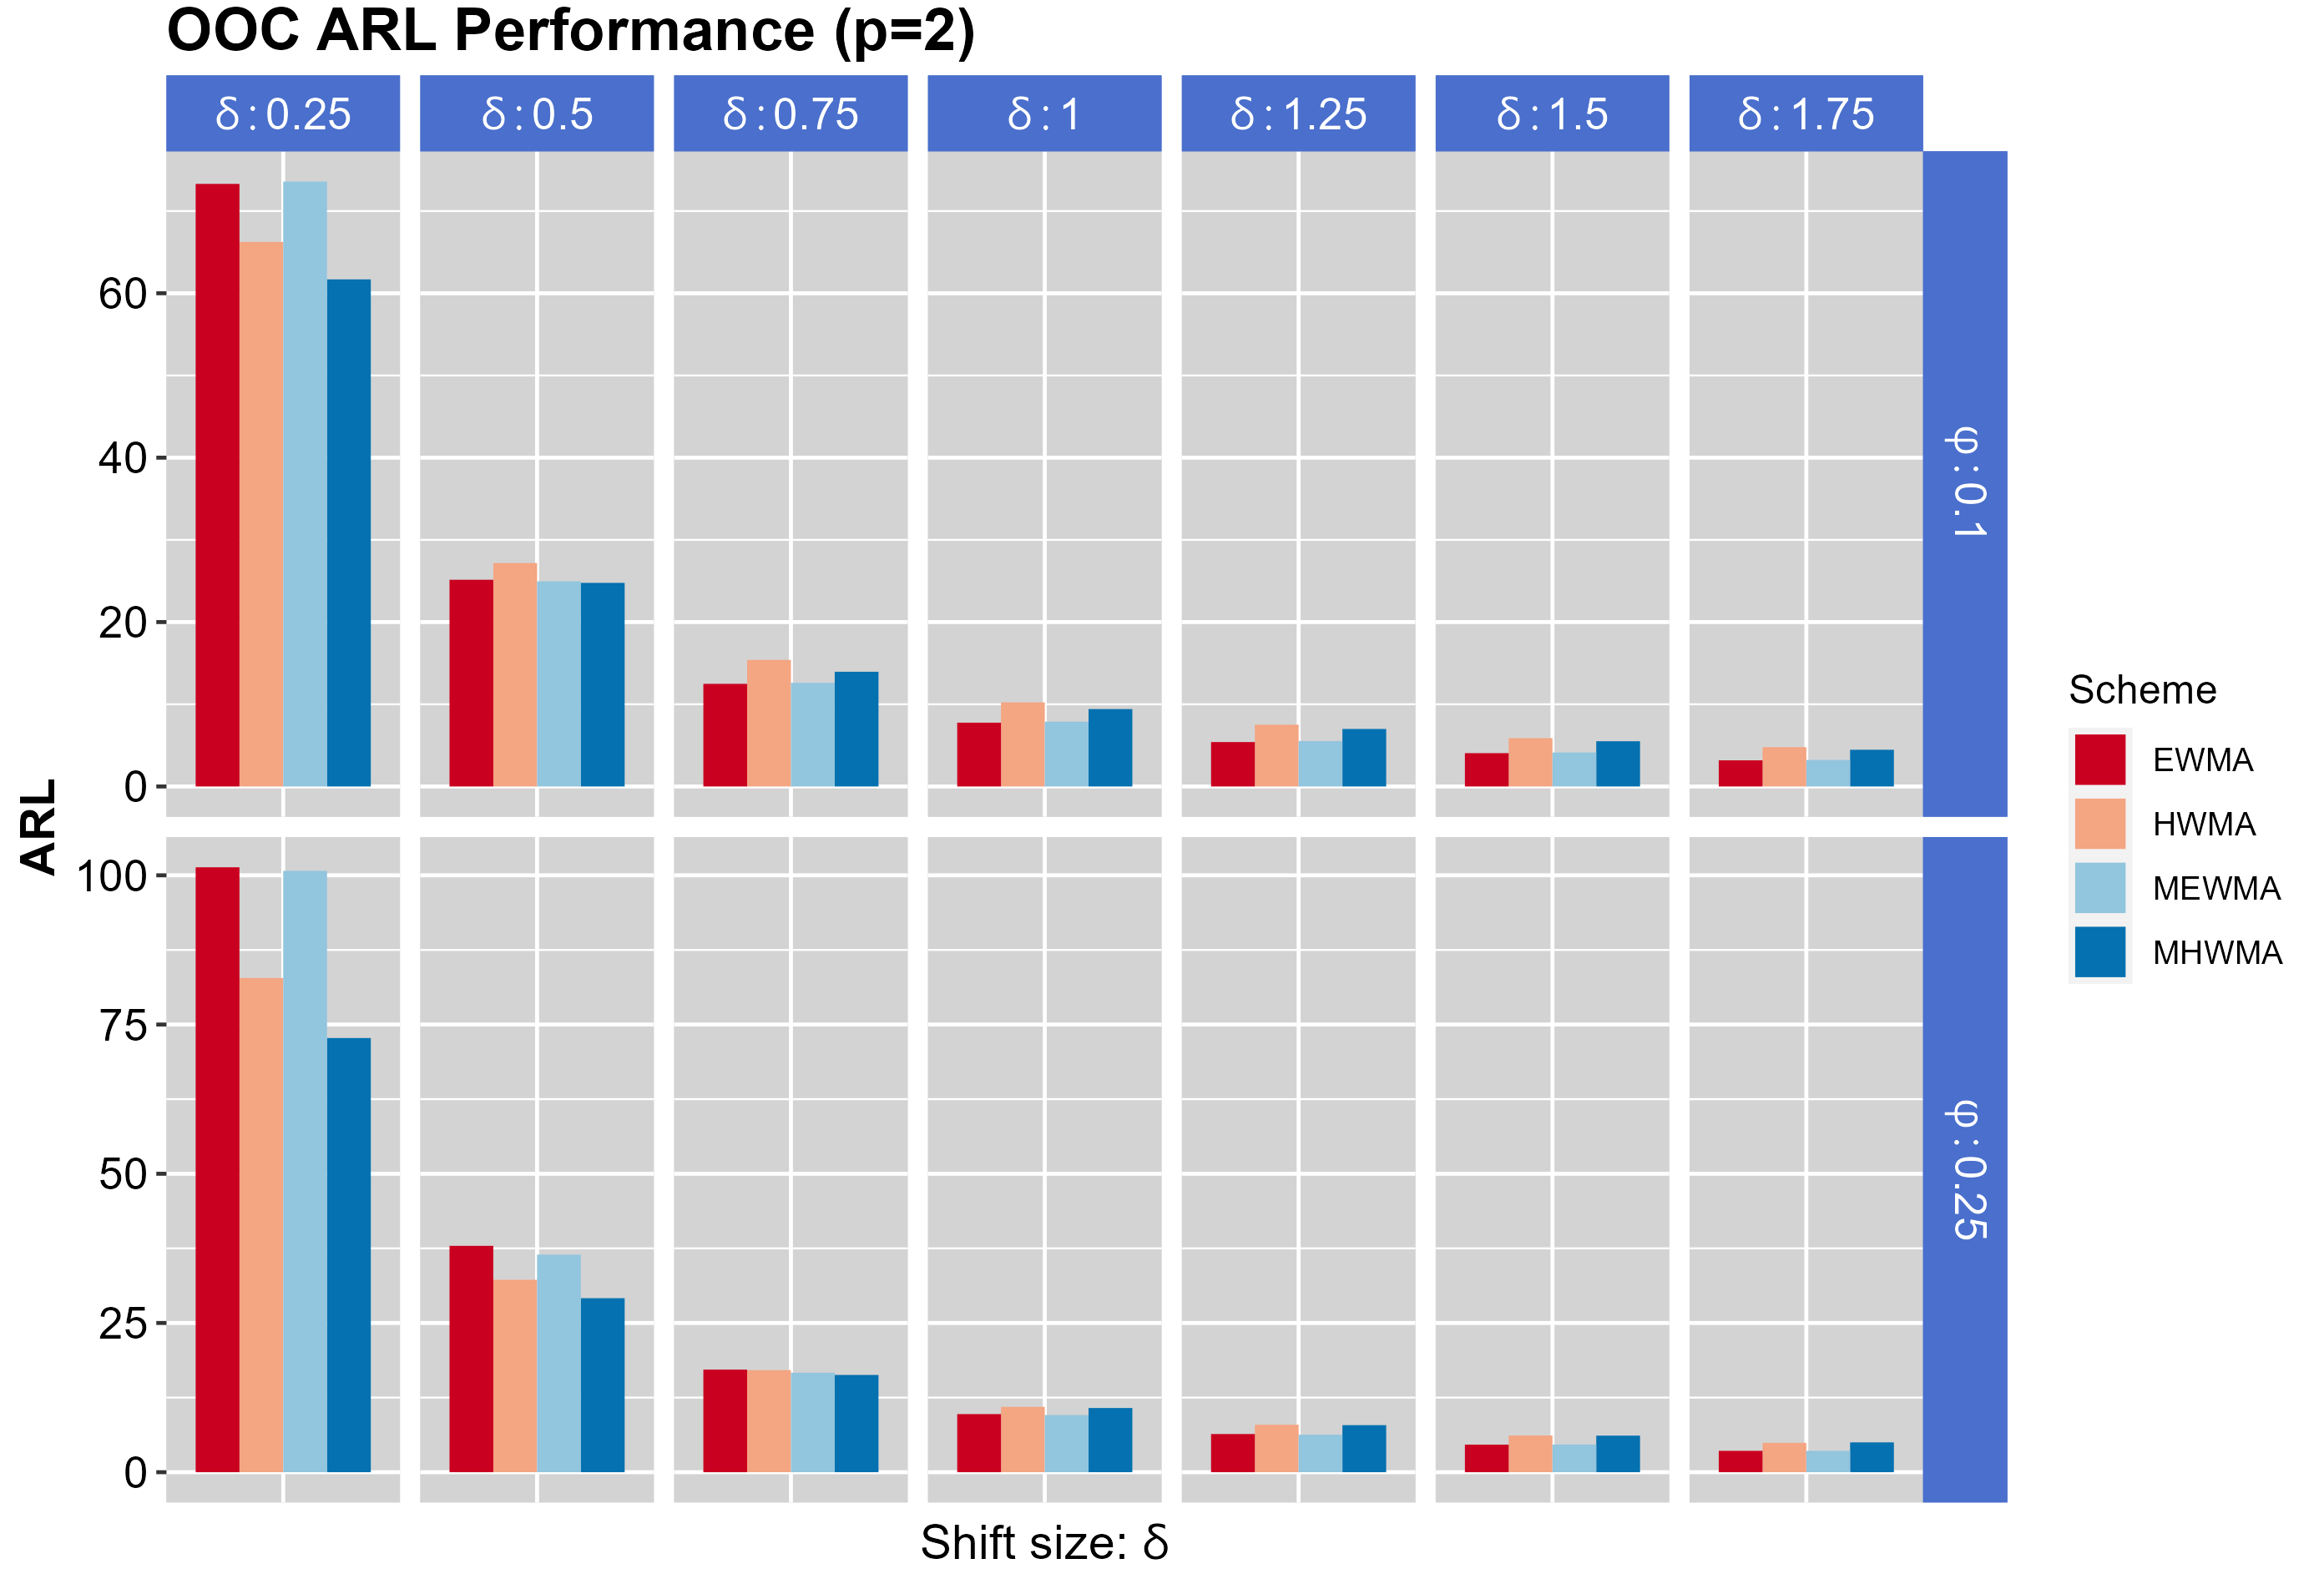 OOC ARL Performance (p=2)
δ:0.25
δ:0.5
δ:0.75
δ:1
δ:1.25
δ:1.5
δ:1.75
60
40
20
0
φ:0.1
100
75
50
25
0
φ:0.25
ARL
Shift size: δ
Scheme
EWMA
HWMA
MEWMA
MHWMA